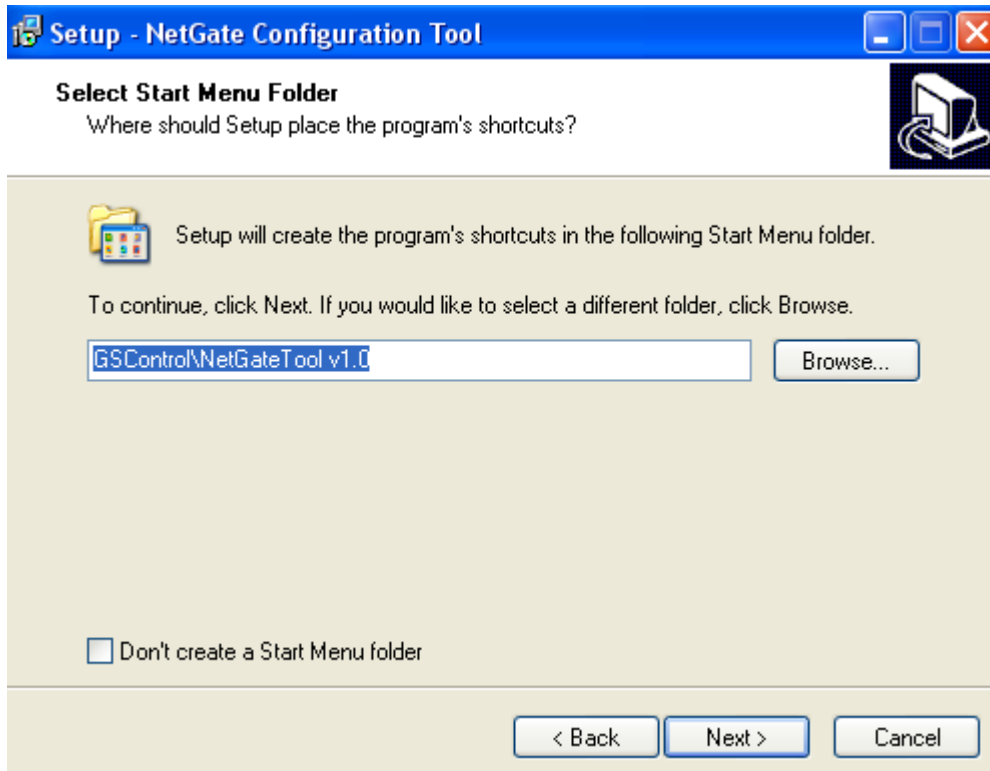 Setup - NetGate Configuration Tool
Select Start Menu Folder
Where should Setup place the program's shortcuts?
Setup will create the program's shortcuts in the following Start Menu folder.
To continue, click Next. If you would like to select a different folder, click Browse.
GSControl\NetGateTool v1.0
Browse...
Don't create a Start Menu folder
< Back
Next >
Cancel